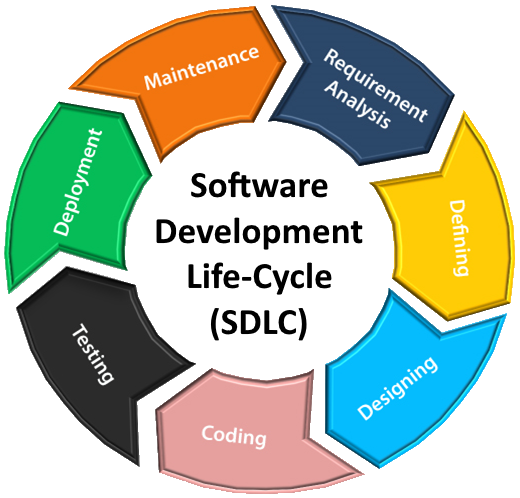 Software
Development
Life-Cycle
(SDLC)
Requirement
Analysis
Defining
Designing
Coding
Testing
Deployment
Maintenance